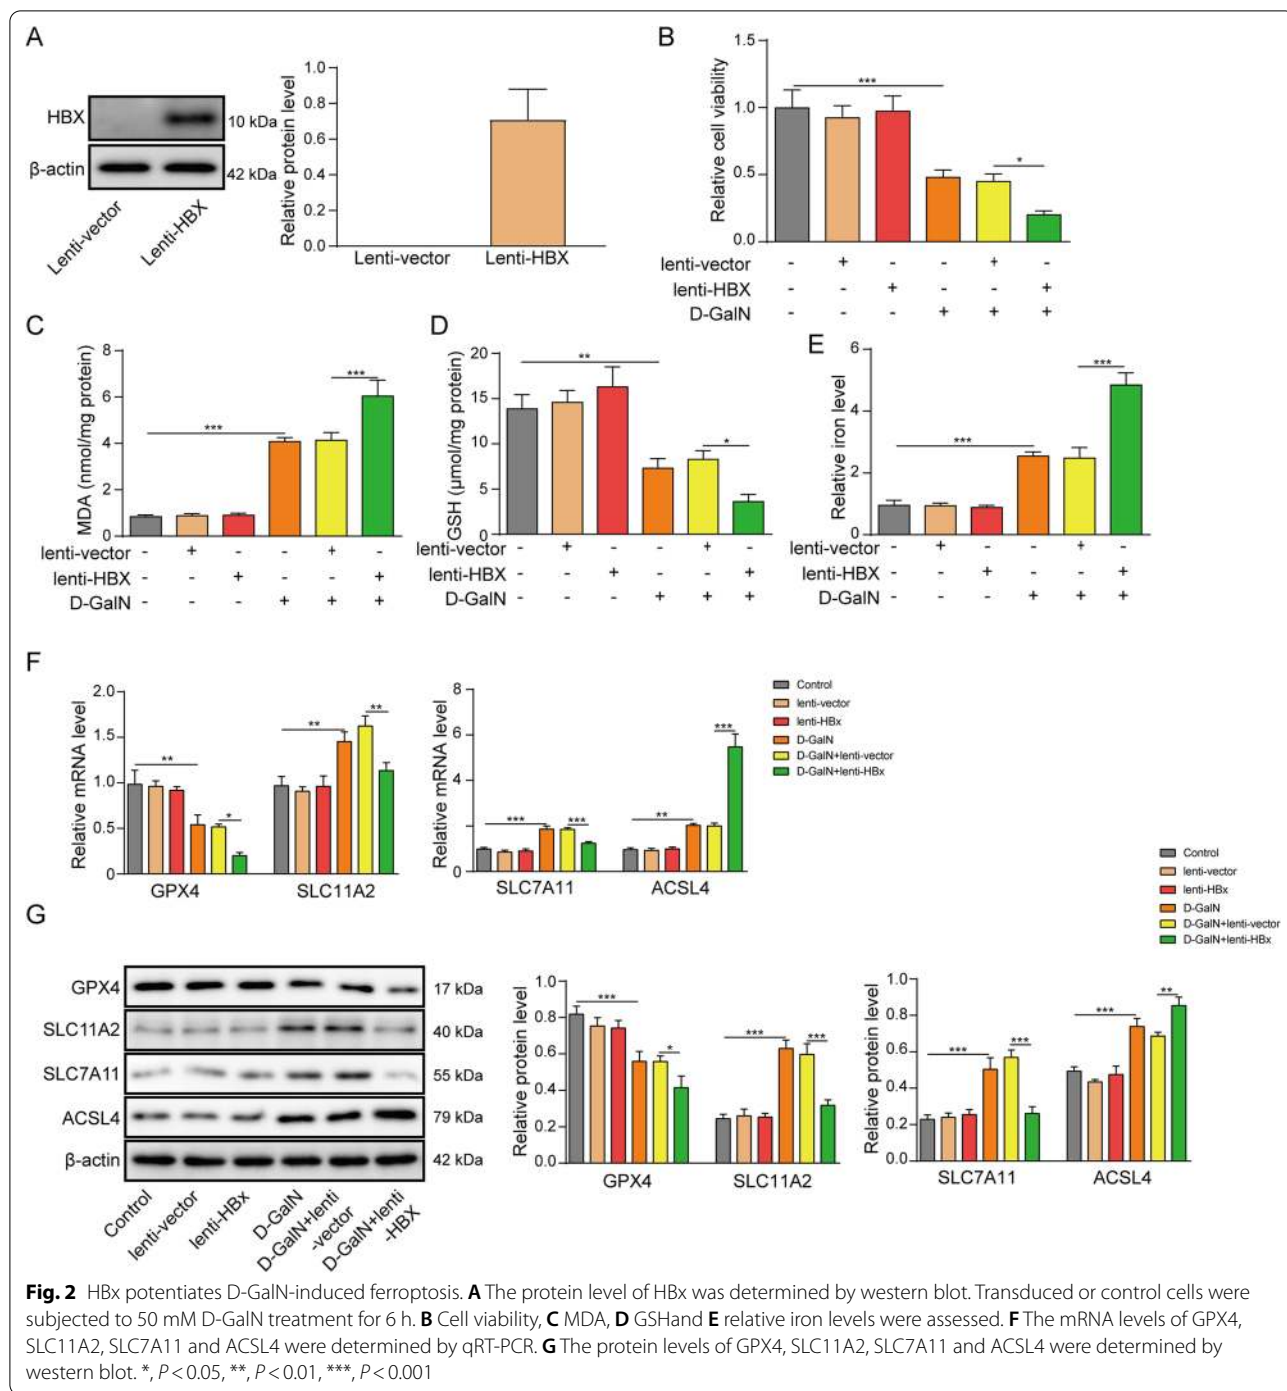 A
HBX
10 kDa
β-actin
42 kDa
Lenti-vector
Lenti-HBX
Relative protein level
1.0
0.8
0.6
0.4
0.2
0.0
Lenti-vector Lenti-HBX
B
Relative cell viability
1.5
1.0
0.5
0.0
***
*
lenti-vector - + - - + -
lenti-HBX - - + - - +
D-GalN - - - + + +
C
MDA (nmol/mg protein)
8
6
4
2
0
***
***
lenti-vector - + - - + -
lenti-HBX - - + - - +
D-GalN - - - + + +
D
GSH (μmol/mg protein)
20
15
10
5
0
**
*
lenti-vector - + - - + -
lenti-HBX - - + - - +
D-GalN - - - + + +
E
Relative iron level
6
4
2
0
***
***
lenti-vector - + - - + -
lenti-HBX - - + - - +
D-GalN - - - + + +
F
Relative mRNA level
2.0
1.5
1.0
0.5
0.0
**
*
**
**
GPX4 SLC11A2
Relative mRNA level
8
6
4
2
0
***
***
**
***
SLC7A11 ACSL4
Control
lenti-vector
lenti-HBx
D-GalN
D-GalN+lenti-vector
D-GalN+lenti-HBx
Control
lenti-vector
lenti-HBx
D-GalN
D-GalN+lenti-vector
D-GalN+lenti-HBx
G
GPX4 17 kDa
SLC11A2 40 kDa
SLC7A11 55 kDa
ACSL4 79 kDa
β-actin 42 kDa
Control
lenti-vector
lenti-HBx
D-GalN
D-GalN+lenti
-vector
D-GalN+lenti
-HBX
Relative protein level
1.0
0.8
0.6
0.4
0.2
0.0
***
*
***
***
GPX4 SLC11A2
Relative protein level
0.8
0.6
0.4
0.2
0.0
***
***
***
**
SLC7A11 ACSL4
Fig. 2 HBx potentiates D-GalN-induced ferroptosis. A The protein level of HBx was determined by western blot. Transduced or control cells were
subjected to 50 mM D-GalN treatment for 6 h. B Cell viability, C MDA, D GSHand E relative iron levels were assessed. F The mRNA levels of GPX4,
SLC11A2, SLC7A11 and ACSL4 were determined by qRT-PCR. G The protein levels of GPX4, SLC11A2, SLC7A11 and ACSL4 were determined by
western blot. *, P < 0.05, **, P < 0.01, ***, P < 0.001